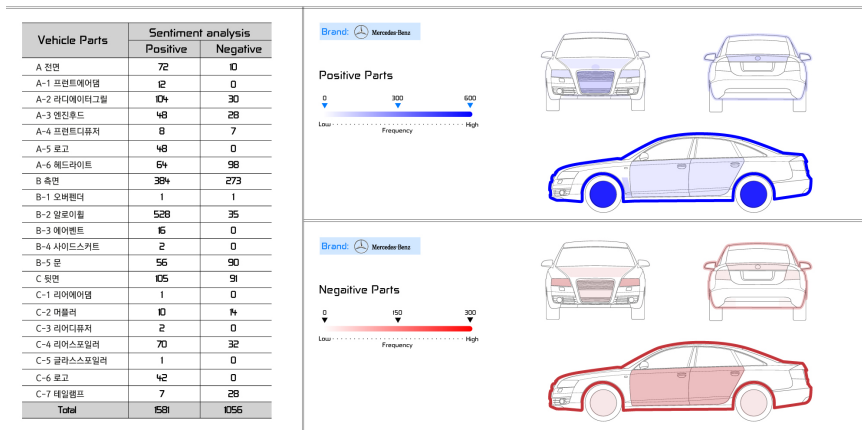 Vehicle Parts Sentiment analysis
Positive Negative
A 전면 72 10
A-1 프런트에어댐 12 0
A-2 라디에이터그릴 104 30
A-3 엔진후드 48 28
A-4 프런트디퓨저 8 7
A-5 로고 48 0
A-6 헤드라이트 64 98
B 측면 384 273
B-1 오버펜더 1 1
B-2 알로이휠 528 35
B-3 에어벤트 16 0
B-4 사이드스커트 2 0
B-5 문 56 90
C 뒷면 105 91
C-1 리어에어댐 1 0
C-2 머플러 10 14
C-3 리어디퓨저 2 0
C-4 리어스포일러 70 32
C-5 글라스스포일러 1 0
C-6 로고 42 0
C-7 테일램프 7 28
Total 1581 1056
Brand: Mercedes-Benz
Positive Parts
0 300 600
Low High
Frequency
Brand: Mercedes-Benz
Negaitive Parts
0 150 300
Low High
Frequency